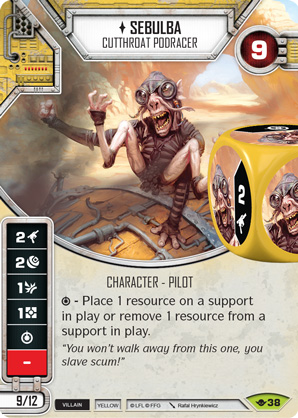 SEBULBA
CUTTHROAT PODRACER
9
2
2
2
2
1
1
-
CHARACTER - PILOT
- Place 1 resource on a support
in play or remove 1 resource from a
support in play.
“You won't walk away from this one, you
slave scum!”
9/12
VILLAIN
YELLOW
© LFL © FFG
Rafał Hrynkiewicz
38